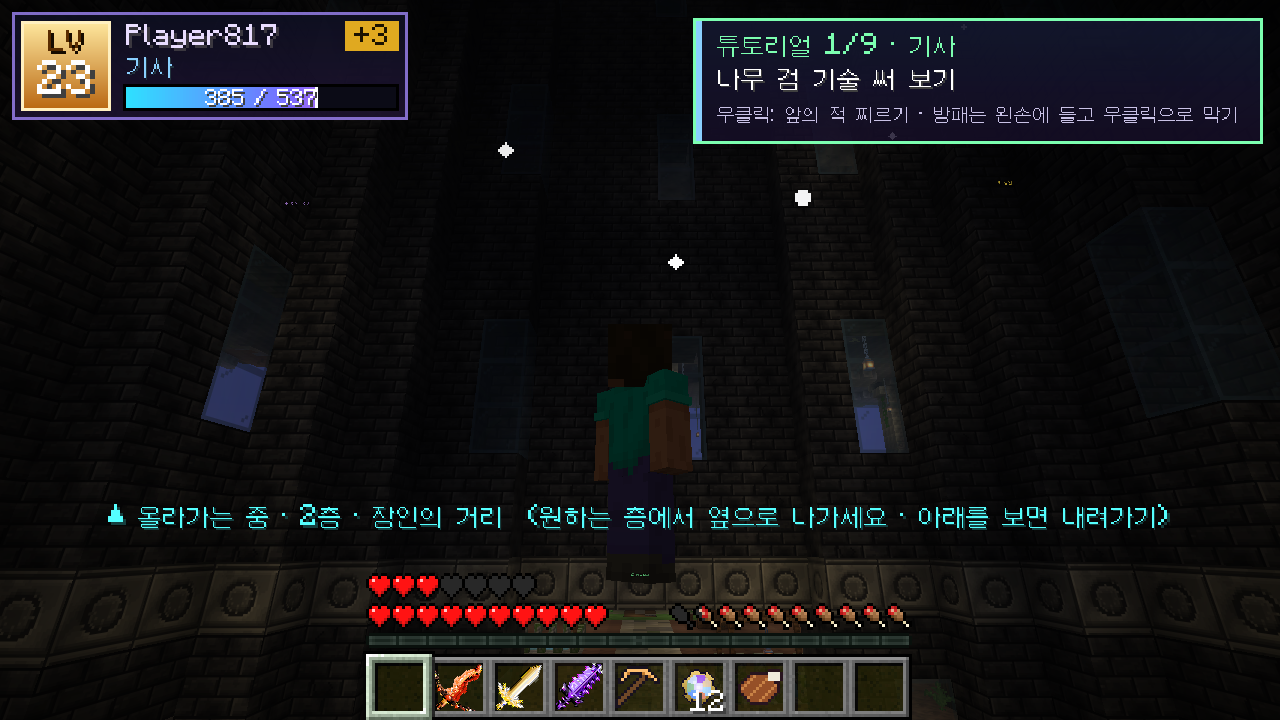 LV
23
Player817
+3
기사
385 / 537
튜토리얼 1/9 · 기사
나무 검 기술 써 보기
우클릭: 앞의 적 찌르기 · 방패는 왼손에 들고 우클릭으로 막기
▲ 올라가는 중 · 2층 · 장인의 거리 (원하는 층에서 옆으로 나가세요 · 아래를 보면 내려가기)
12